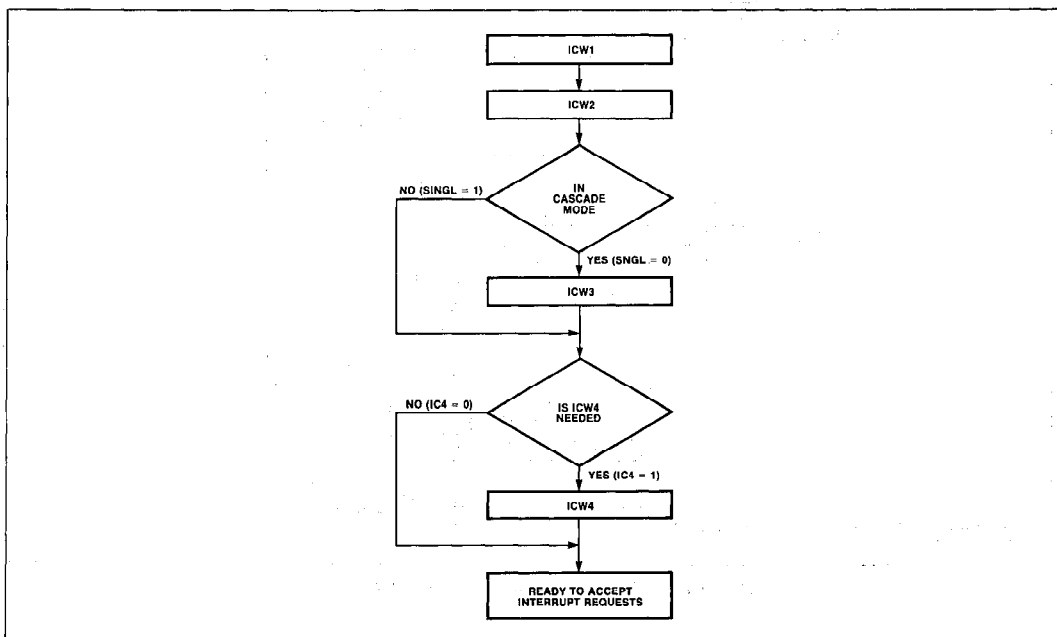 ICW1
ICW2
IN
CASCADE
MODE
NO (SINGL = 1)
YES (SNGL = 0)
ICW3
IS ICW4
NEEDED
NO (IC4 = 0)
YES (IC4 = 1)
ICW4
READY TO ACCEPT
INTERRUPT REQUESTS